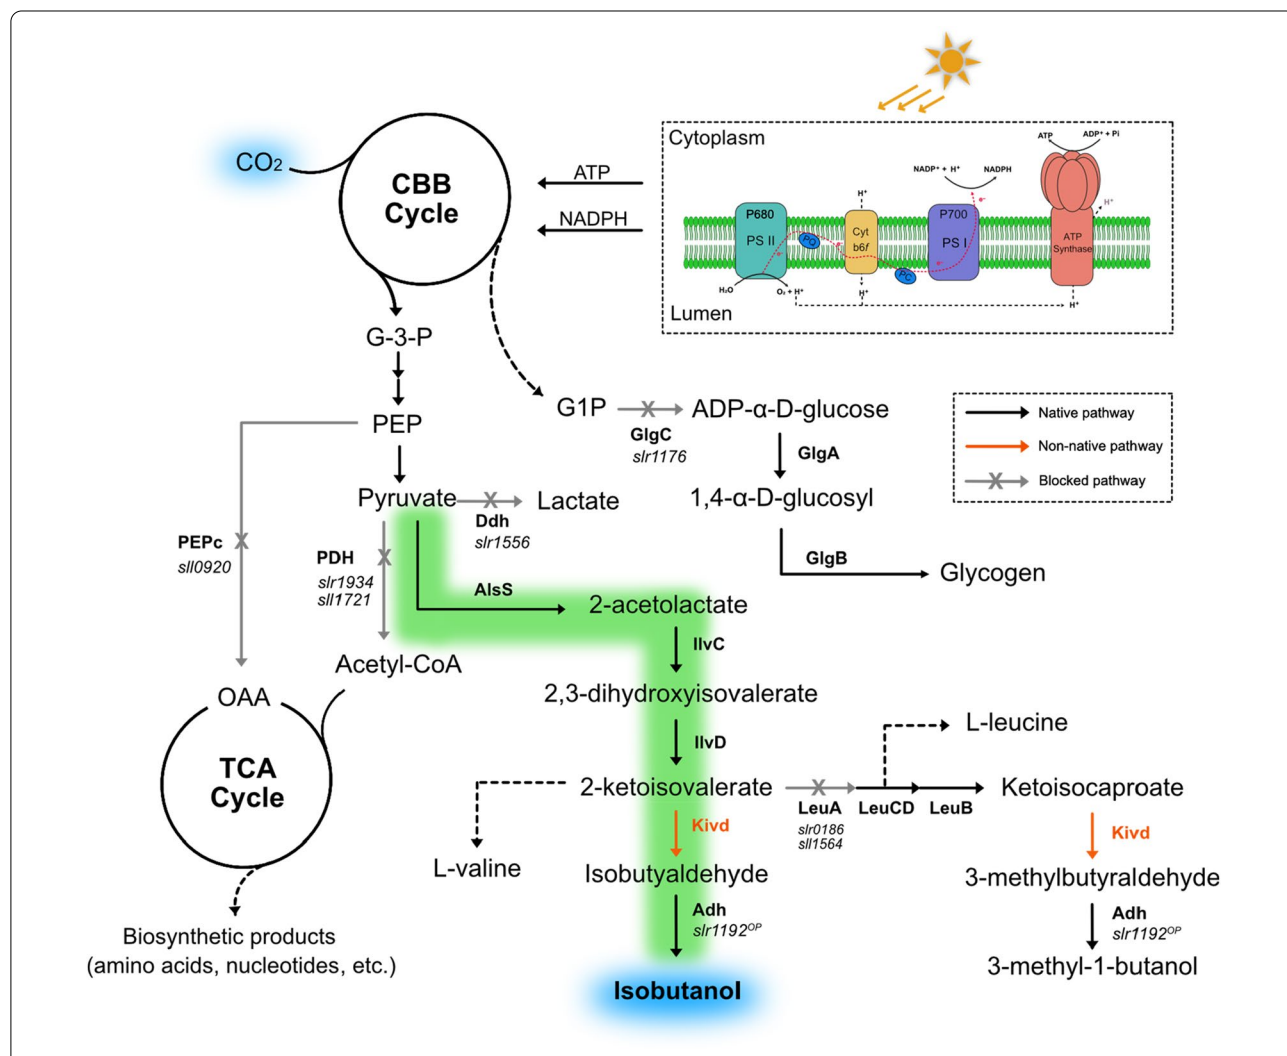 CO2
CBB
Cycle
ATP
NADPH
Cytoplasm
ATP
ADP+ + Pi
NADP+ + H+
NADPH
H+
e-
H+
P680
PS II
PQ
e-
Cyt
b6f
e-
PC
P700
PS I
ATP
Synthase
H2O
O2 + H+
H+
H+
Lumen
G-3-P
PEP
G1P
GlgC
slr1176
ADP-α-D-glucose
GlgA
1,4-α-D-glucosyl
GlgB
Glycogen
Native pathway
Non-native pathway
Blocked pathway
Pyruvate
Ddh
slr1556
Lactate
PEPc
sll0920
PDH
slr1934
sll1721
AlsS
2-acetolactate
IlvC
Acetyl-CoA
OAA
2,3-dihydroxyisovalerate
IlvD
TCA
Cycle
2-ketoisovalerate
LeuA
slr0186
sll1564
LeuCD
LeuB
L-leucine
Ketoisocaproate
Kivd
Kivd
L-valine
Isobutyaldehyde
3-methylbutyraldehyde
Adh
slr1192OP
Adh
slr1192OP
Biosynthetic products
(amino acids, nucleotides, etc.)
Isobutanol
3-methyl-1-butanol